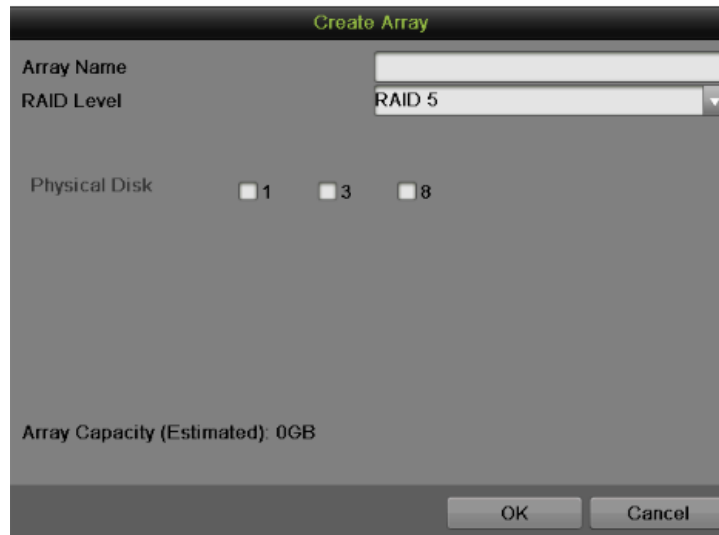 Create Array
Array Name
RAID Level RAID 5
Physical Disk 1 3 8
Array Capacity (Estimated): 0GB
OK Cancel